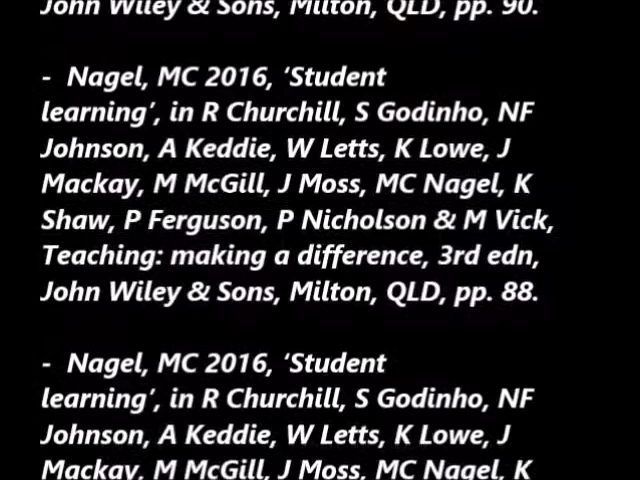 John Wiley & Sons, Milton, QLD, pp. 90.
- Nagel, MC 2016, ‘Student
learning’, in R Churchill, S Godinho, NF
Johnson, A Keddie, W Letts, K Lowe, J
Mackay, M McGill, J Moss, MC Nagel, K
Shaw, P Ferguson, P Nicholson & M Vick,
Teaching: making a difference, 3rd edn,
John Wiley & Sons, Milton, QLD, pp. 88.
- Nagel, MC 2016, ‘Student
learning’, in R Churchill, S Godinho, NF
Johnson, A Keddie, W Letts, K Lowe, J
Mackay, M McGill, J Moss, MC Nagel, K